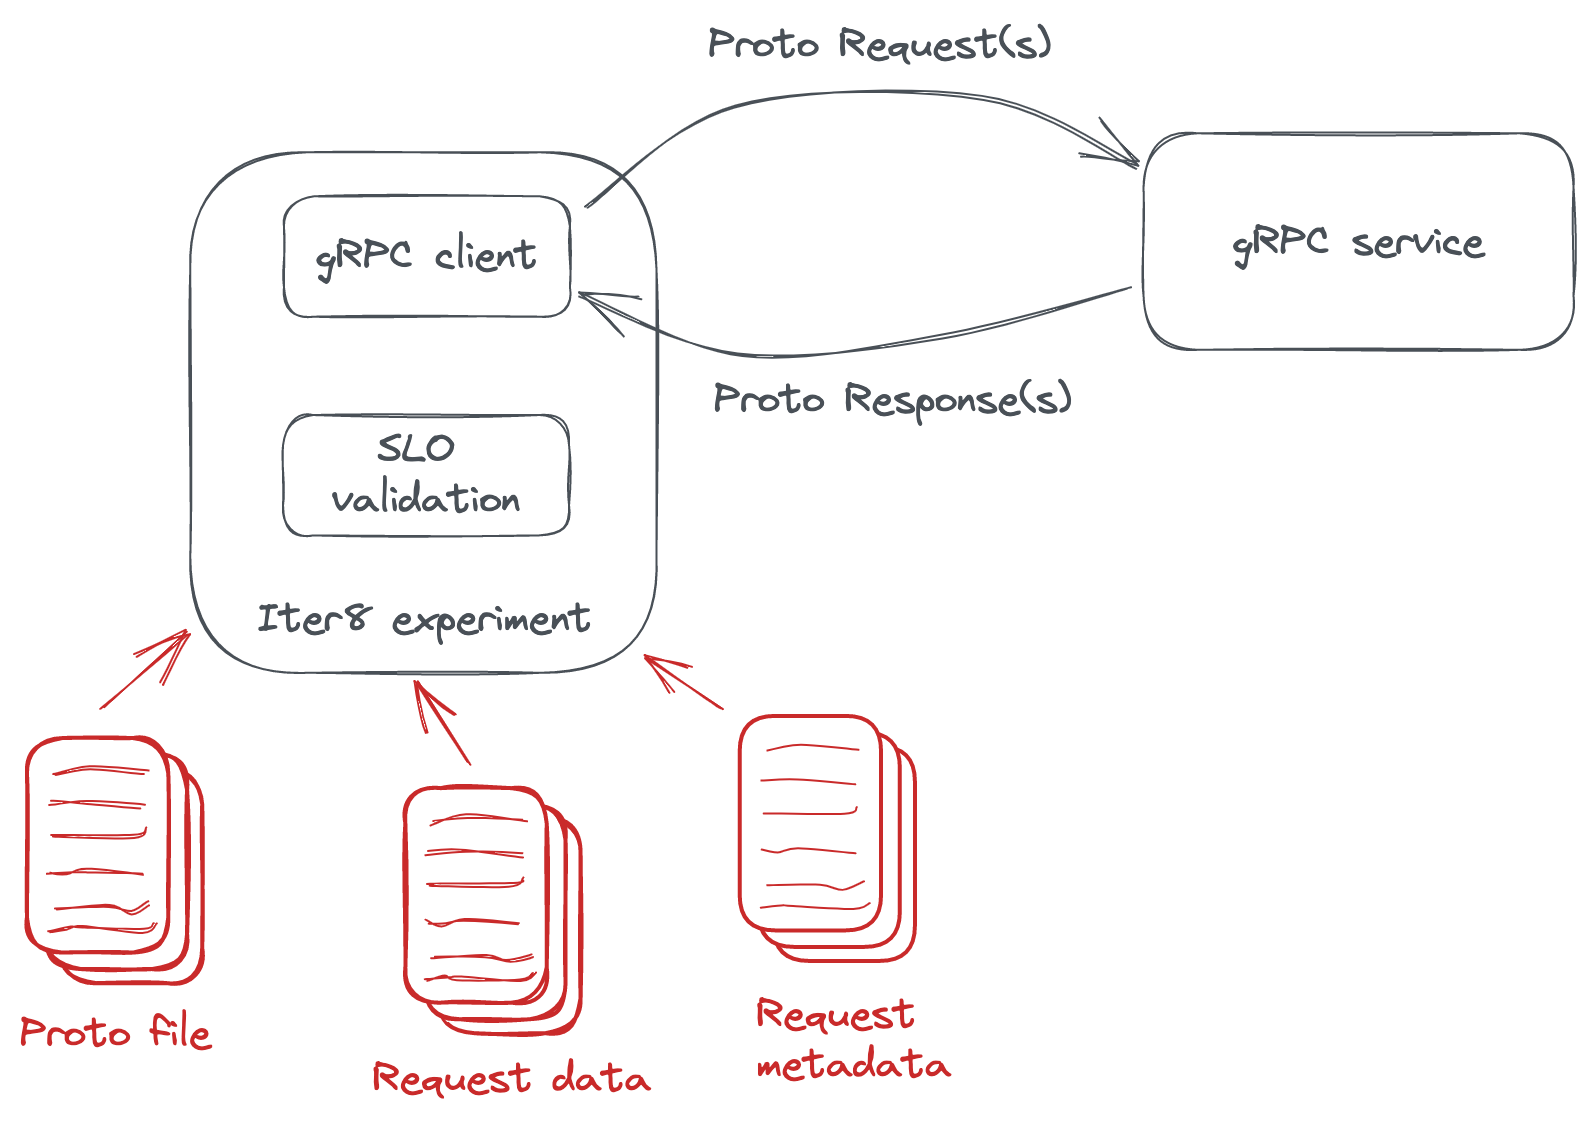 Proto Request(s)
gRPC client
gRPC service
Proto Response(s)
SLO
validation
Iter8 experiment
Proto file
Request data
Request
metadata